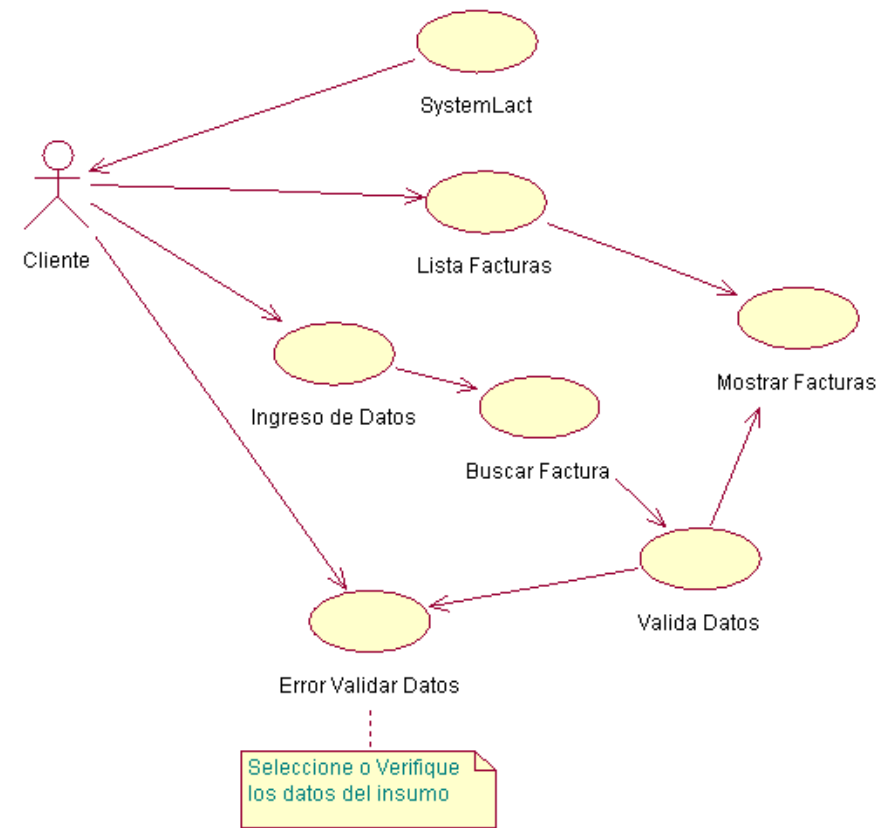 SystemLact
Cliente
Lista Facturas
Mostrar Facturas
Ingreso de Datos
Buscar Factura
Valida Datos
Error Validar Datos
Seleccione o Verifique
los datos del insumo